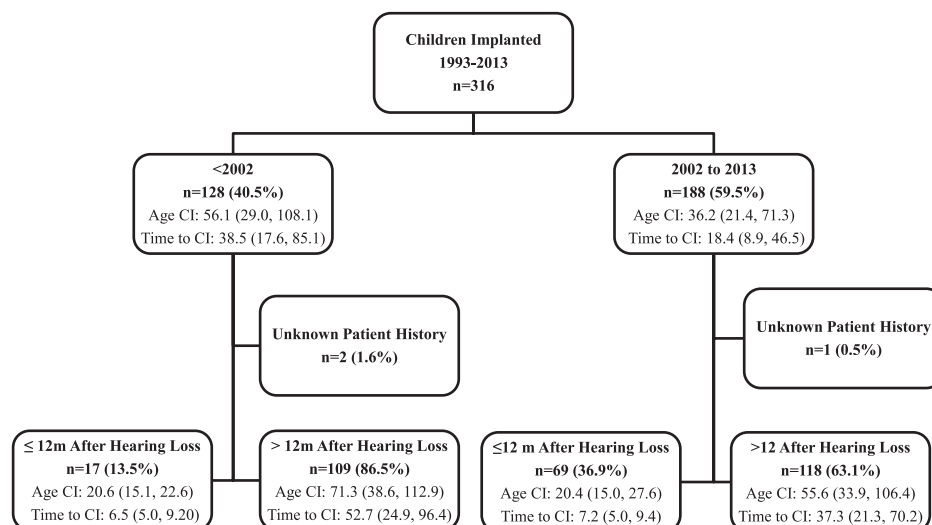 Children Implanted
1993-2013
n=316
<2002
n=128 (40.5%)
Age CI: 56.1 (29.0, 108.1)
Time to CI: 38.5 (17.6, 85.1)
2002 to 2013
n=188 (59.5%)
Age CI: 36.2 (21.4, 71.3)
Time to CI: 18.4 (8.9, 46.5)
Unknown Patient History
n=2 (1.6%)
Unknown Patient History
n=1 (0.5%)
≤ 12m After Hearing Loss
n=17 (13.5%)
Age CI: 20.6 (15.1, 22.6)
Time to CI: 6.5 (5.0, 9.20)
> 12m After Hearing Loss
n=109 (86.5%)
Age CI: 71.3 (38.6, 112.9)
Time to CI: 52.7 (24.9, 96.4)
≤12 m After Hearing Loss
n=69 (36.9%)
Age CI: 20.4 (15.0, 27.6)
Time to CI: 7.2 (5.0, 9.4)
>12 After Hearing Loss
n=118 (63.1%)
Age CI: 55.6 (33.9, 106.4)
Time to CI: 37.3 (21.3, 70.2)